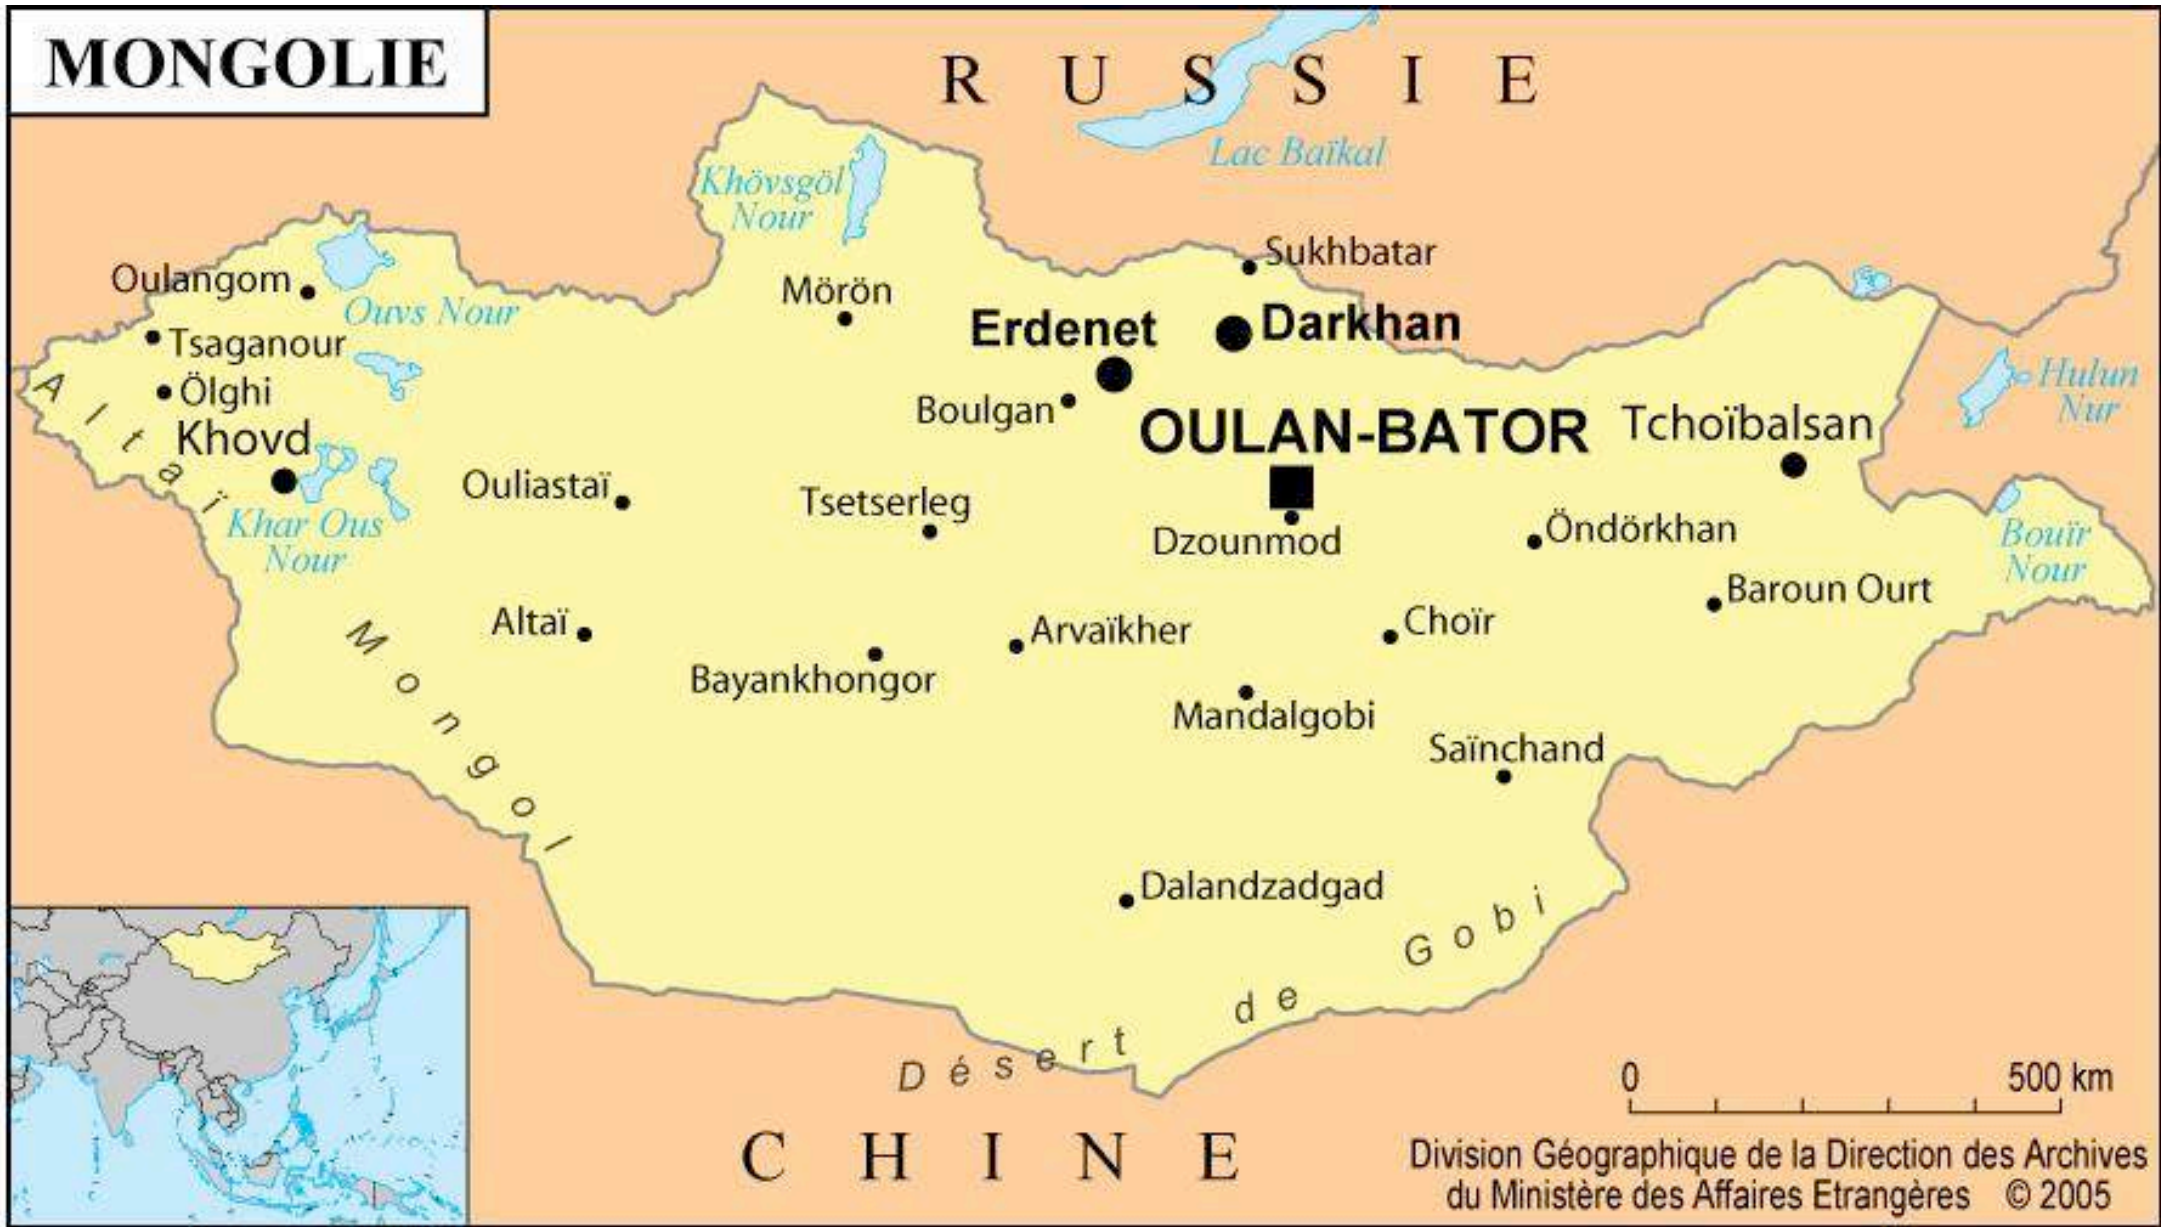 MONGOLIE
RUSSIE
Lac Baïkal
Khövsgöl
Nour
Sukhbatar
Oulangom
Mörön
Ouvs Nour
Erdenet
Darkhan
Tsaganour
Altaï
Ölghi
Hulun
Nur
Boulgan
OULAN-BATOR
Tchoïbalsan
Khovd
Ouliastaï
Tsetserleg
Khar Ous
Nour
Dzounmod
Öndörkhan
Bouïr
Nour
Baroun Ourt
Altaï
Arvaïkher
Choïr
Mongol
Bayankhongor
Mandalgobi
Saïnchand
Dalandzadgad
Désert de Gobi
CHINE
0 500 km
Division Géographique de la Direction des Archives
du Ministère des Affaires Etrangères © 2005